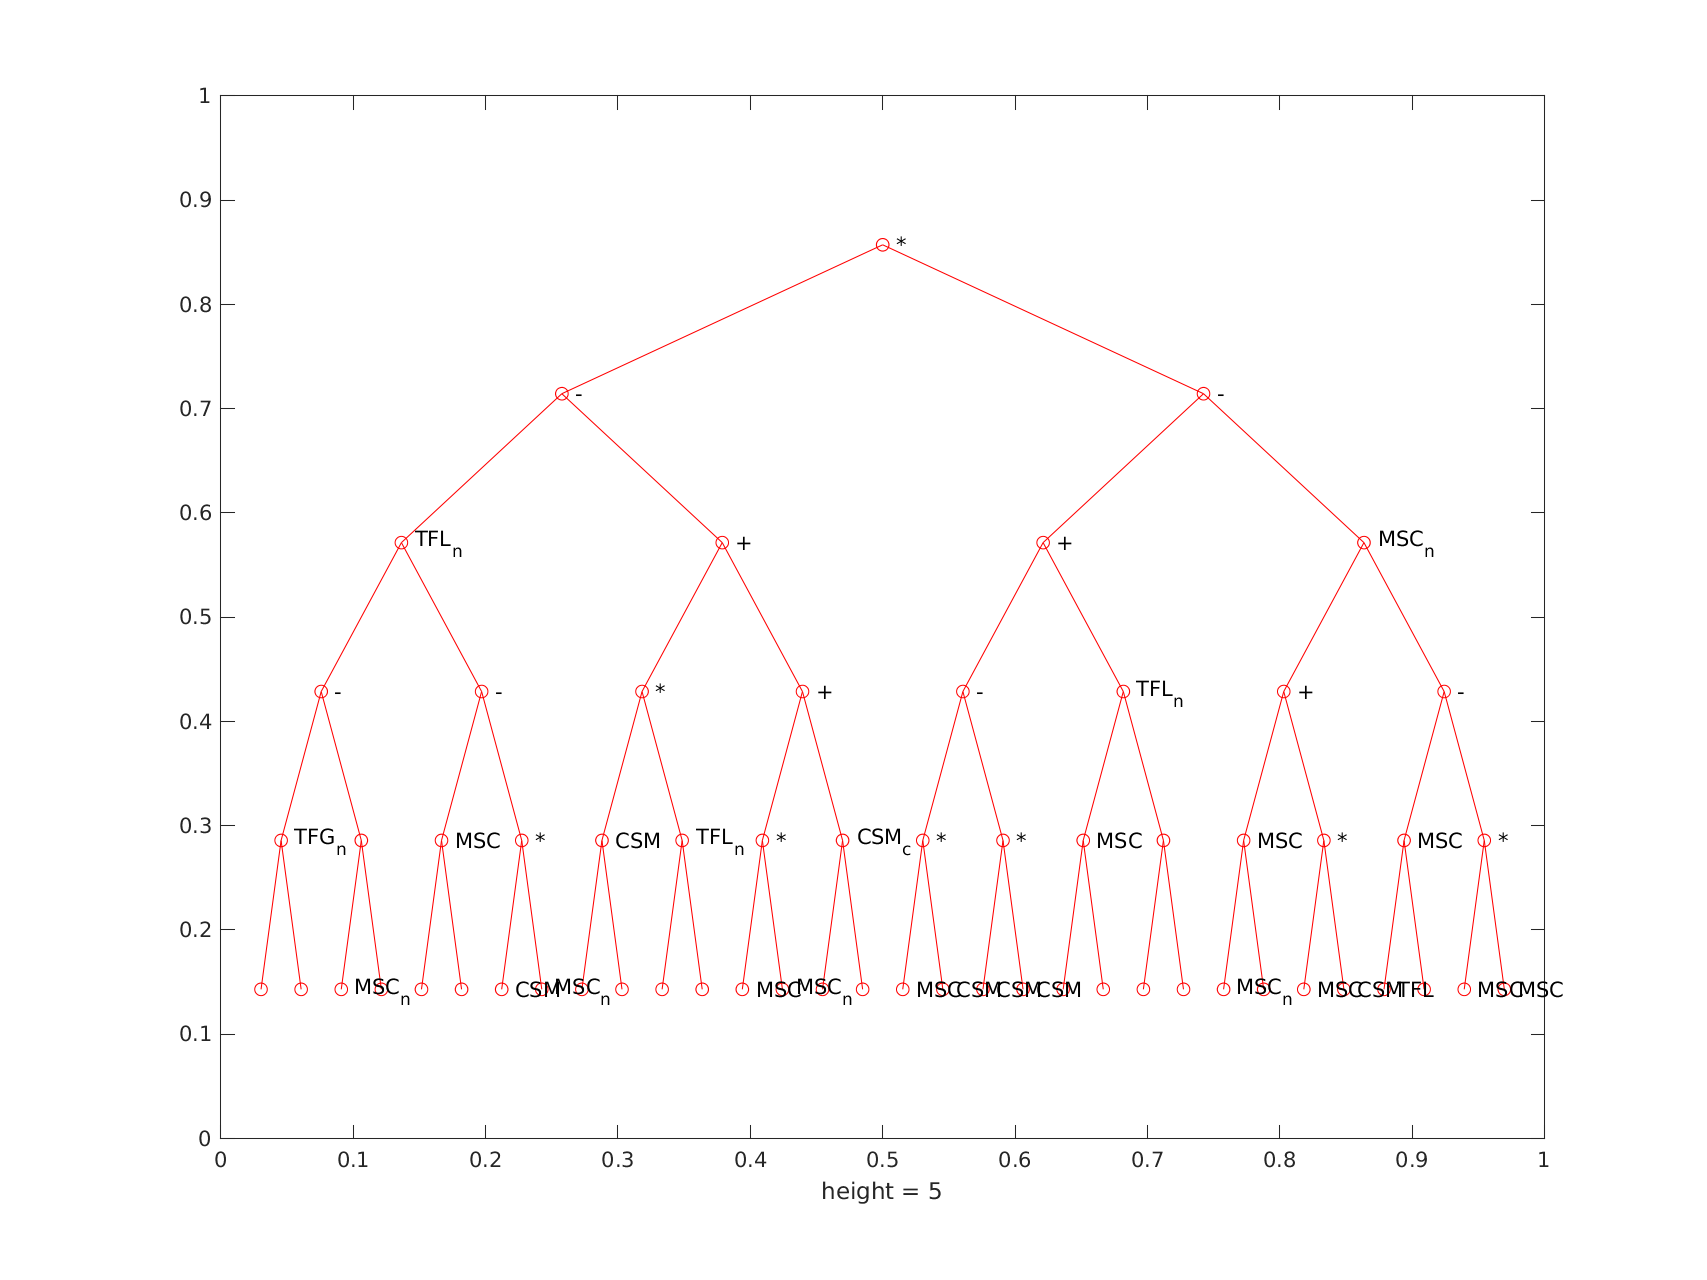 1
0.9
*
0.8
- -
0.7
0.6
TFLn + + MSCn
0.5
- - * + - TFLn + -
0.4
0.3
TFGn MSC * CSM TFLn * CSMc * * MSC MSC * MSC *
0.2
MSCn CSM MSCn MSC MSCn MSC CSM CSM CSM MSCn MSC CSM TFL MSC MSC
0.1
0
0 0.1 0.2 0.3 0.4 0.5 0.6 0.7 0.8 0.9 1
height = 5